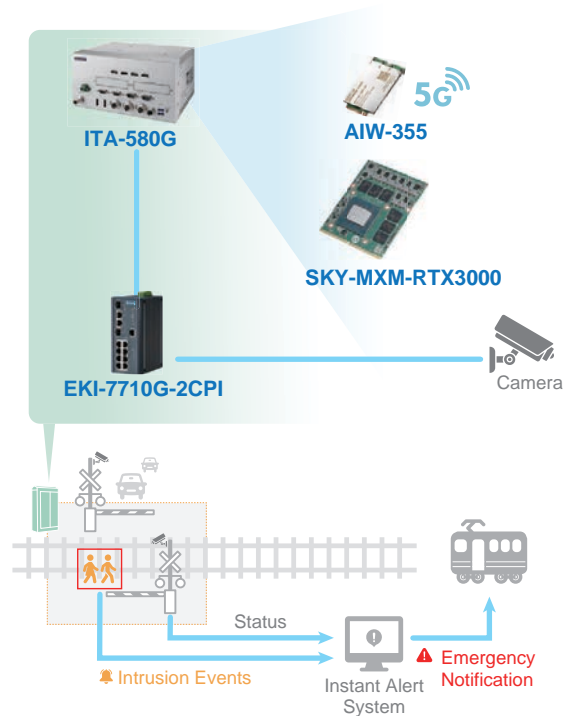 ITA-580G
5G
AIW-355
SKY-MXM-RTX3000
EKI-7710G-2CPI
Camera
Status
Intrusion Events
Instant Alert
System
Emergency
Notification